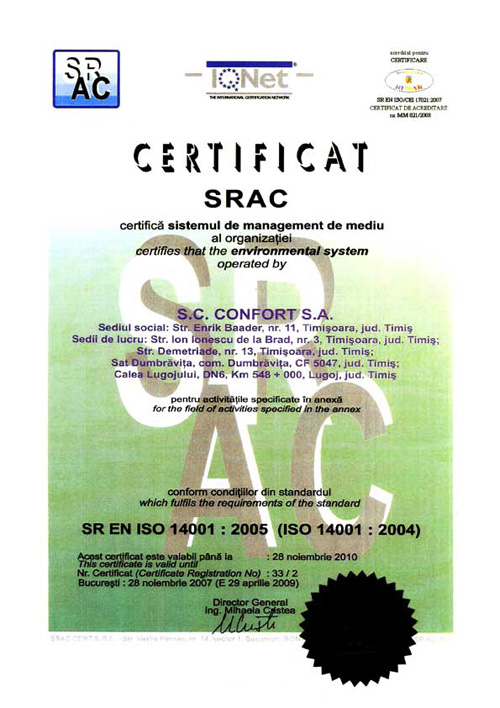 SR
AC
IQNet
THE INTERNATIONAL CERTIFICATION NETWORK
acreditat pentru
CERTIFICARE
RENAR
SR EN ISO/CEI 17021:2007
CERTIFICAT DE ACREDITARE
nr. MM 021/2008
CERTIFICAT
SRAC
certifică sistemul de management de mediu
al organizației
certifies that the environmental system
operated by
S.C. CONFORT S.A.
Sediul social: Str. Enrik Baader, nr. 11, Timișoara, jud. Timiș
Sedii de lucru: Str. Ion Ionescu de la Brad, nr. 3, Timișoara, jud. Timiș;
Str. Demetriade, nr. 13, Timișoara, jud. Timiș;
Sat Dumbrăvița, com. Dumbrăvița, CF 5047, jud. Timiș;
Calea Lugojului, DN6, Km 548 + 000, Lugoj, jud. Timiș
pentru activitățile specificate în anexă
for the field of activities specified in the annex
conform condițiilor din standardul
which fulfils the requirements of the standard
SR EN ISO 14001 : 2005 (ISO 14001 : 2004)
Acest certificat este valabil până la : 28 noiembrie 2010
This certificate is valid until
Nr. Certificat (Certificate Registration No) : 33 / 2
București : 28 noiembrie 2007 (E 29 aprilie 2009)
Director General
Ing. Mihaela Cristea
SRAC CERT S.R.L. - Str. Vasile Pârvan, nr. 14, sector 1, București,